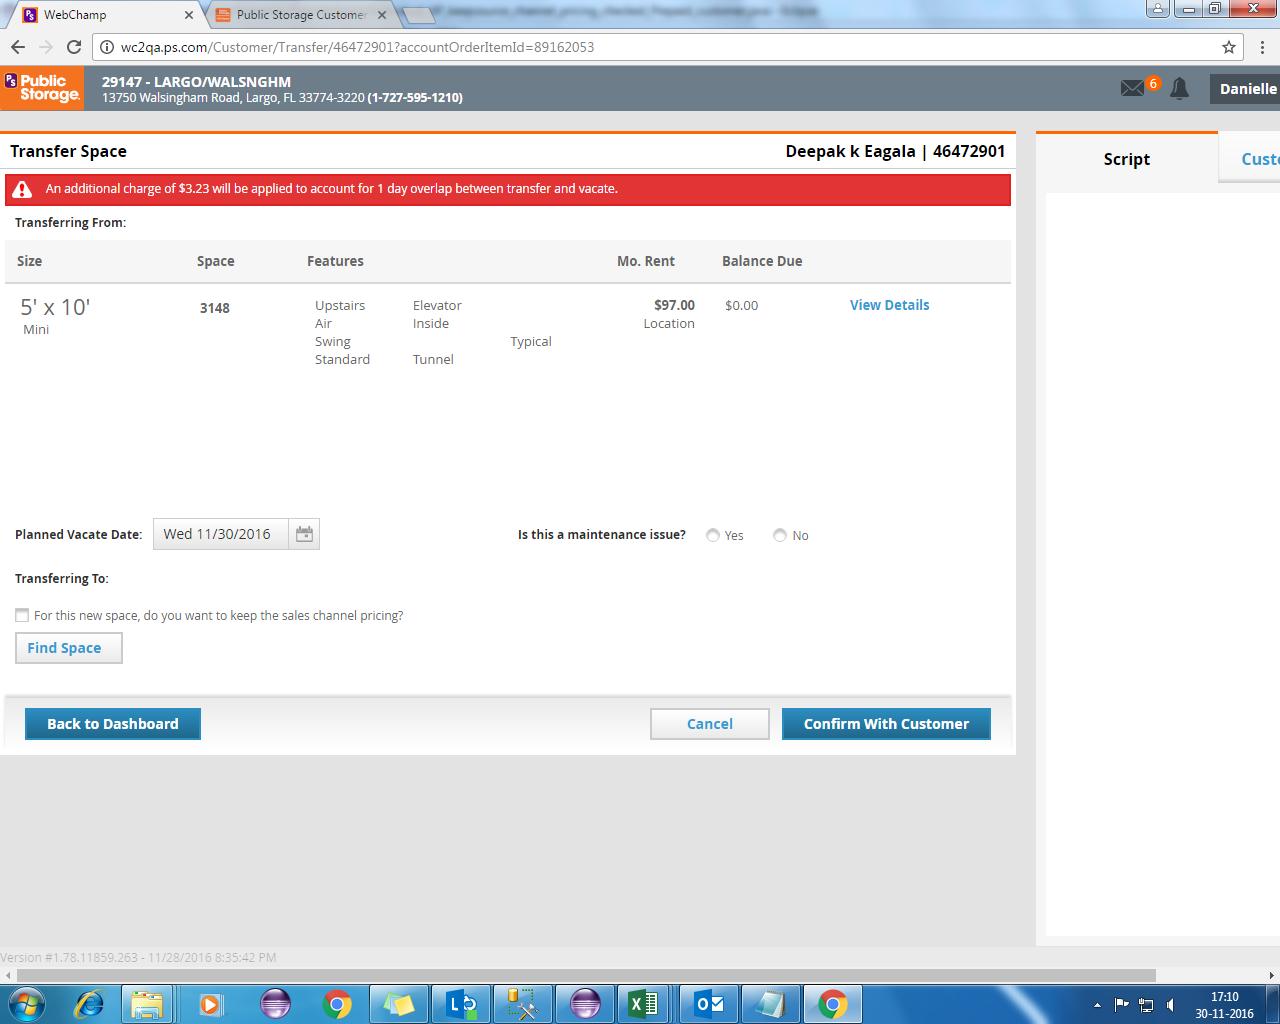 WebChamp
Public Storage Customer
wc2qa.ps.com/Customer/Transfer/46472901?accountOrderItemId=89162053
PS Public Storage.
29147 - LARGO/WALSNGHM
13750 Walsingham Road, Largo, FL 33774-3220 (1-727-595-1210)
6
Danielle
Transfer Space
Deepak k Eagala | 46472901
Script
Custo
An additional charge of $3.23 will be applied to account for 1 day overlap between transfer and vacate.
Transferring From:
Size Space Features Mo. Rent Balance Due
5' x 10' 3148 Upstairs Elevator $97.00 $0.00 View Details
Mini Air Inside Location
Swing Typical
Standard Tunnel
Planned Vacate Date: Wed 11/30/2016 Is this a maintenance issue? Yes No
Transferring To:
For this new space, do you want to keep the sales channel pricing?
Find Space
Back to Dashboard Cancel Confirm With Customer
Version #1.78.11859.263 - 11/28/2016 8:35:42 PM
17:10
30-11-2016